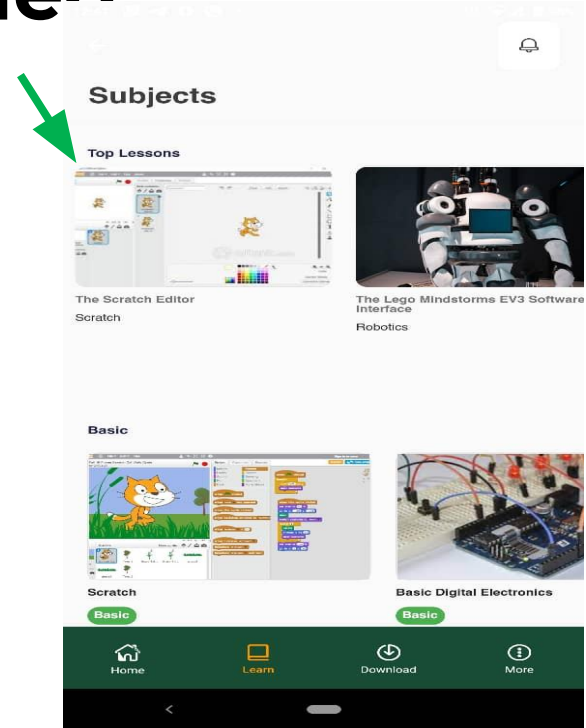 Subjects
Top Lessons
The Scratch Editor
Scratch
The Lego Mindstorms EV3 Software
Interface
Robotics
Basic
Scratch
Basic
Basic Digital Electronics
Basic
Home
Learn
Download
More